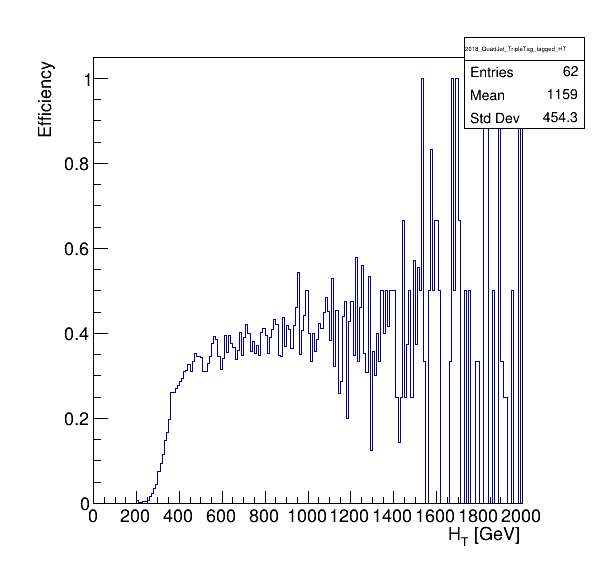 2018_QuadJet_TripleTag_tagged_HT
Entries 62
Mean 1159
Std Dev 454.3
Efficiency
1
0.8
0.6
0.4
0.2
0
0 200 400 600 800 1000 1200 1400 1600 1800 2000
H_T [GeV]